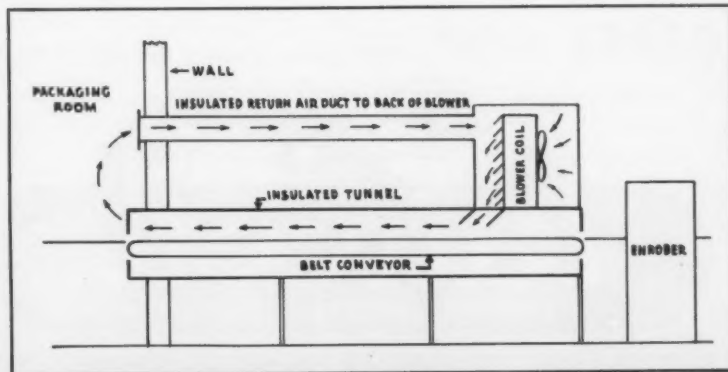 WALL
PACKAGING
ROOM
INSULATED RETURN AIR DUCT TO BACK OF BLOWER
BLOWER COIL
INSULATED TUNNEL
ENROBER
BELT CONVEYOR